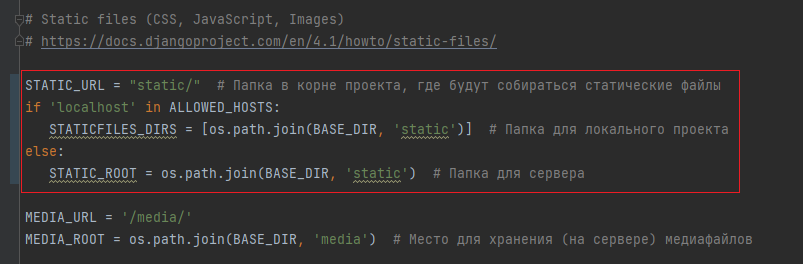 # Static files (CSS, JavaScript, Images)
# https://docs.djangoproject.com/en/4.1/howto/static-files/
STATIC_URL = "static/"  # Папка в корне проекта, где будут собираться статические файлы
if 'localhost' in ALLOWED_HOSTS:
   STATICFILES_DIRS = [os.path.join(BASE_DIR, 'static')]  # Папка для локального проекта
else:
   STATIC_ROOT = os.path.join(BASE_DIR, 'static')  # Папка для сервера
MEDIA_URL = '/media/'
MEDIA_ROOT = os.path.join(BASE_DIR, 'media')  # Место для хранения (на сервере) медиафайлов